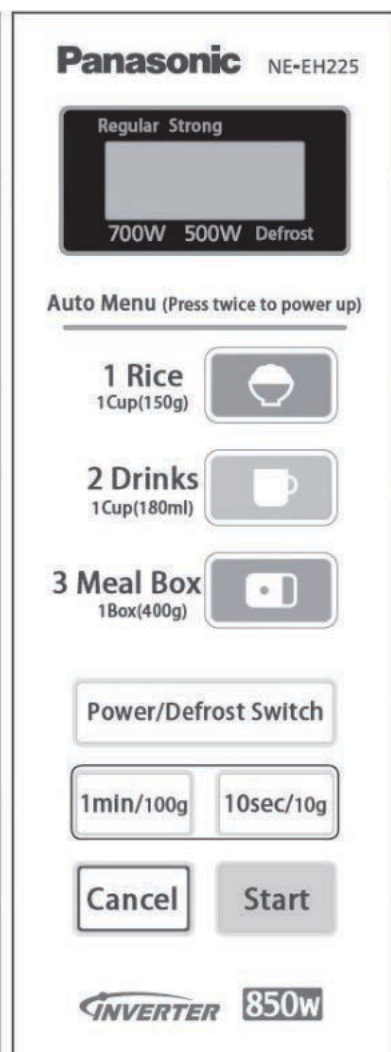 Panasonic NE-EH225
Regular Strong
700W 500W Defrost
Auto Menu (Press twice to power up)
1 Rice
1Cup(150g)
2 Drinks
1Cup(180ml)
3 Meal Box
1Box(400g)
Power/Defrost Switch
1min/100g 10sec/10g
Cancel Start
INVERTER 850W